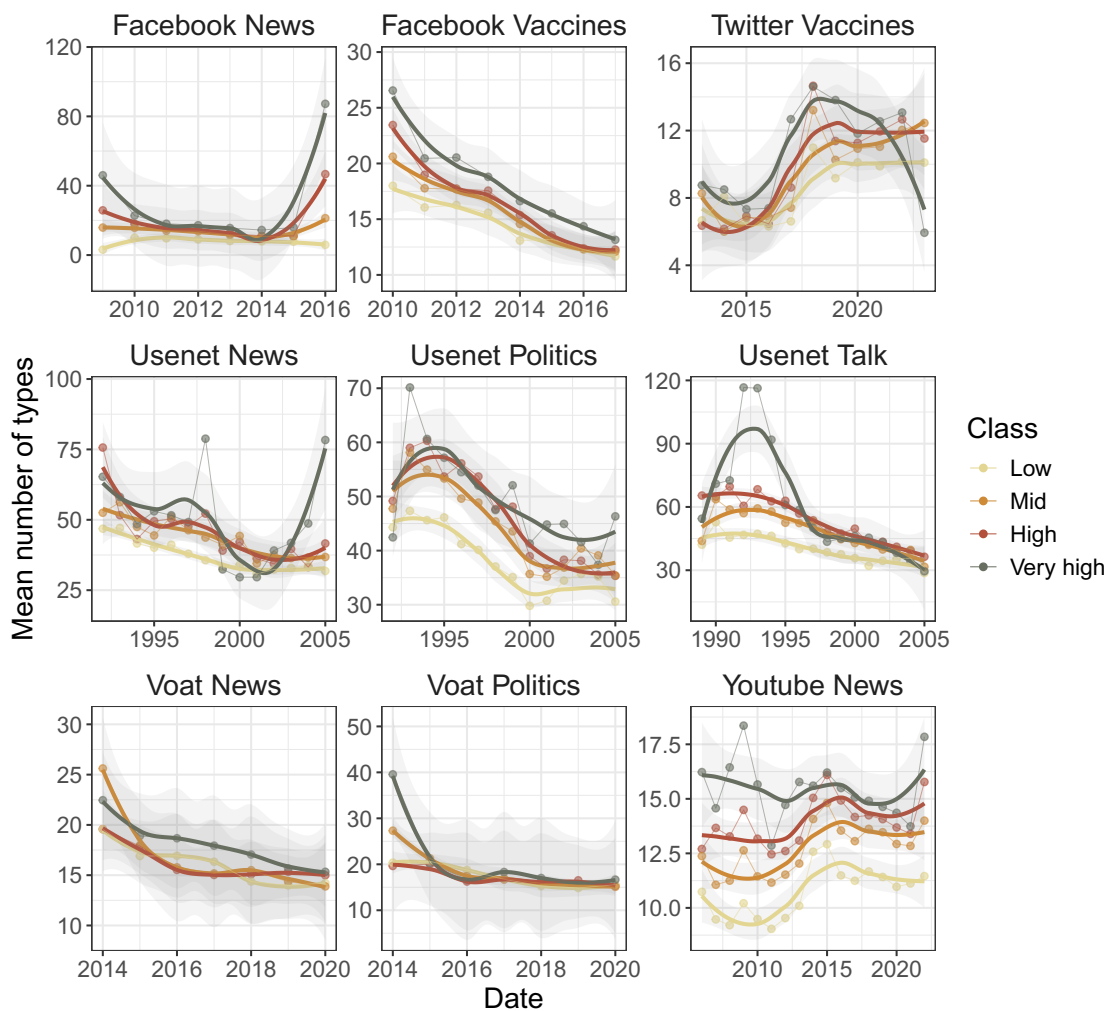 Facebook News Facebook Vaccines Twitter Vaccines
120
80
40
0
2010 2012 2014 2016
30
25
20
15
10
2010 2012 2014 2016
16
12
8
4
2015 2020
Usenet News Usenet Politics Usenet Talk
100
75
50
25
1995 2000 2005
70
60
50
40
30
1995 2000 2005
120
90
60
30
1990 1995 2000 2005
Voat News Voat Politics Youtube News
30
25
20
15
10
2014 2016 2018 2020
50
40
30
20
10
2014 2016 2018 2020
17.5
15.0
12.5
10.0
2010 2015 2020
Mean number of types
Date
Class
Low
Mid
High
Very high